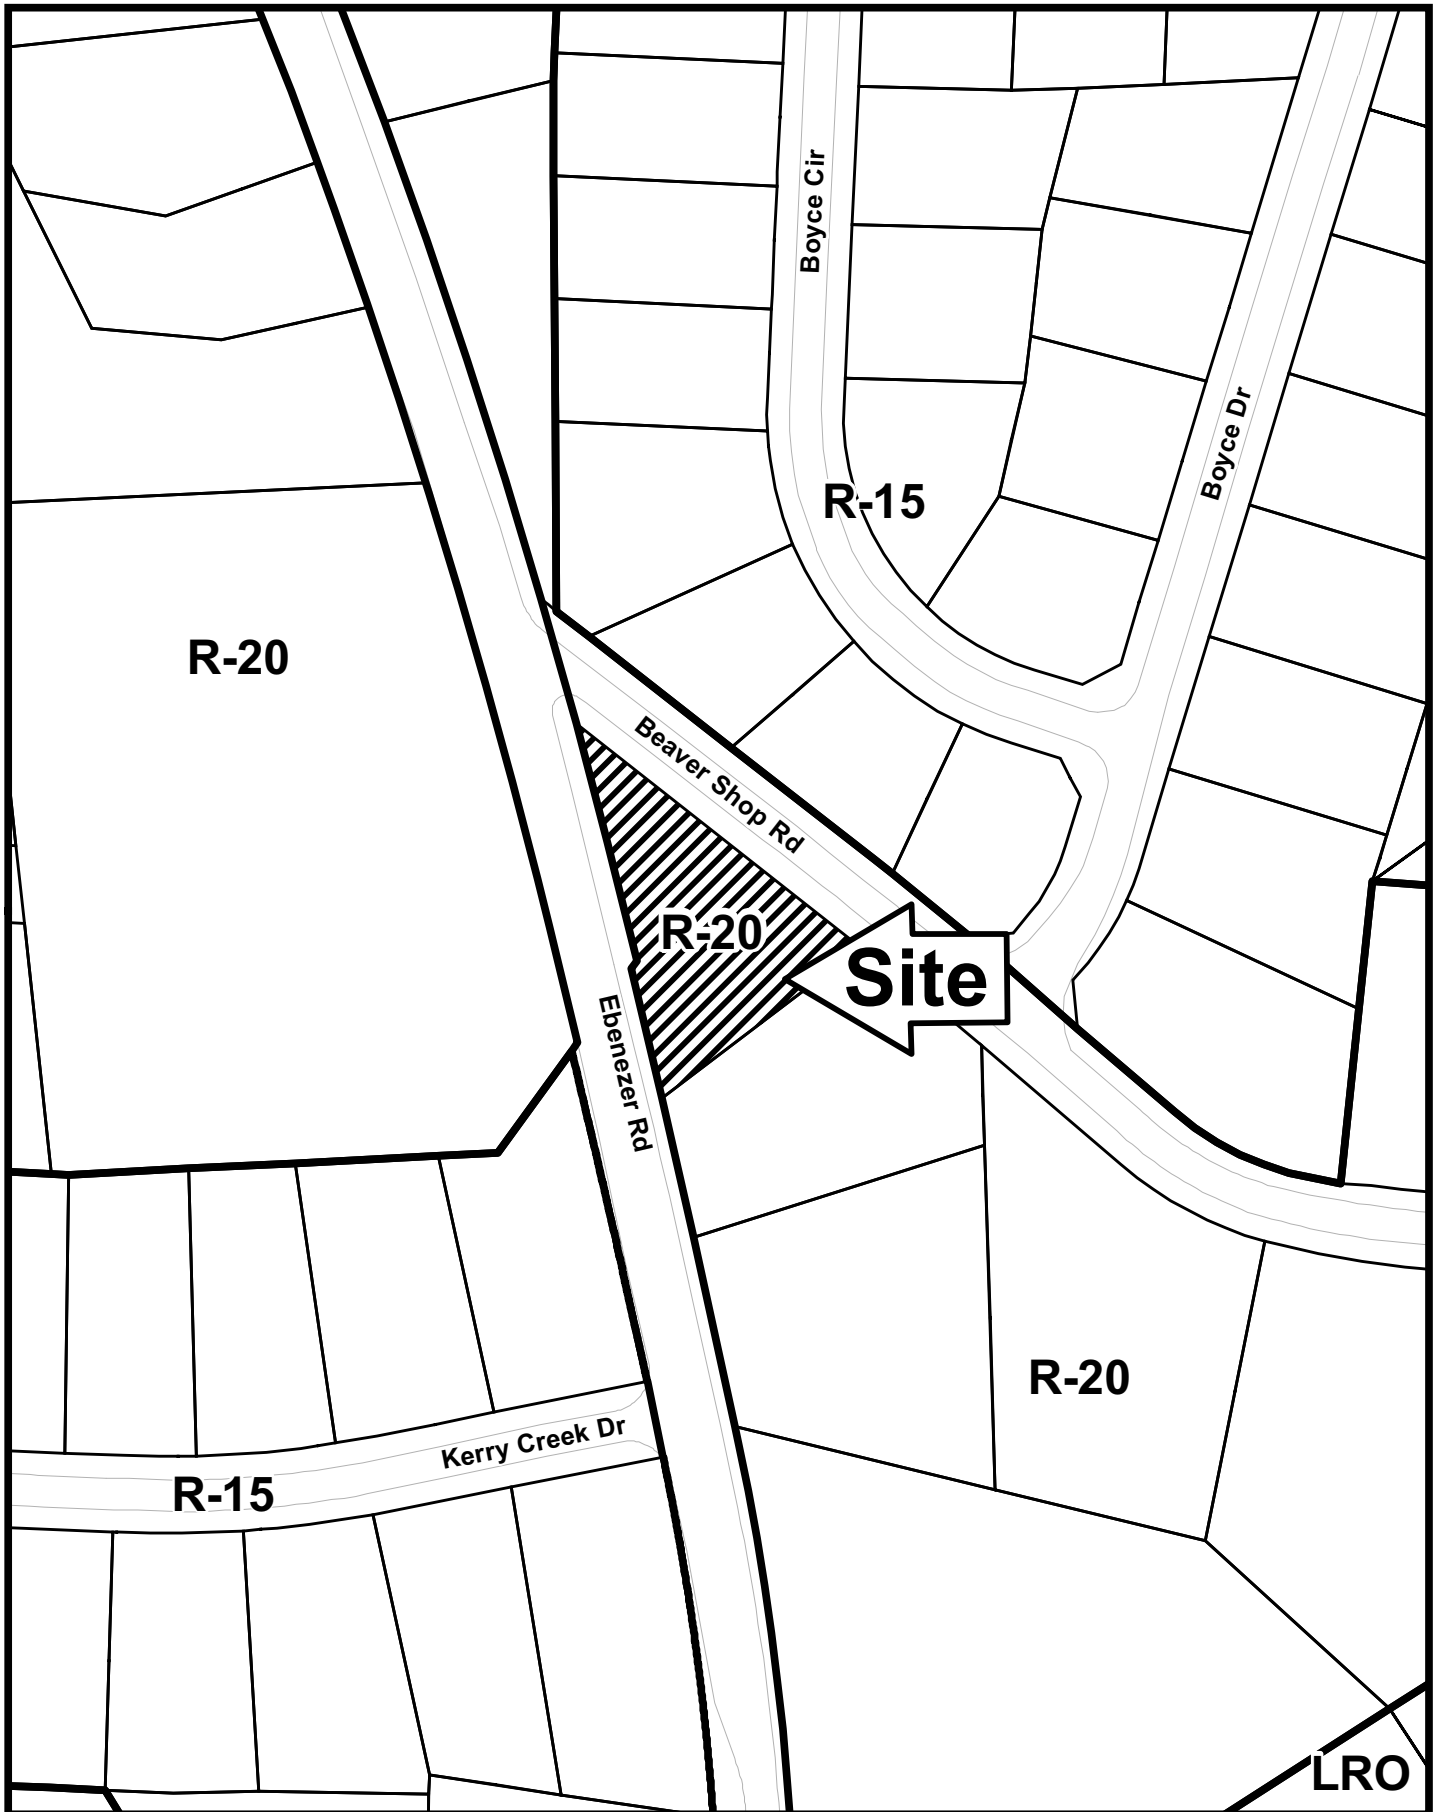 Boyce Cir
Boyce Dr
R-15
R-20
Beaver Shop Rd
R-20
Site
Ebenezer Rd
R-20
Kerry Creek Dr
R-15
LRO